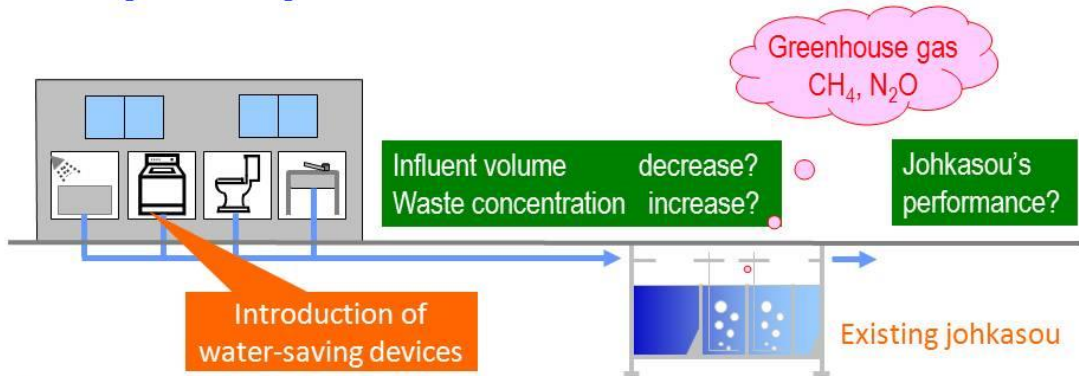 Greenhouse gas
CH₄, N₂O
Influent volume decrease?
Waste concentration increase?
Johkasou's
performance?
Introduction of
water-saving devices
Existing johkasou